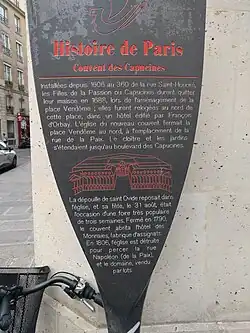 Histoire de Paris
Couvent des Capucines
Installées depuis 1606 au 360 de la rue Saint-Honoré,
les Filles de la Passion ou Capucines durent quitter
leur maison en 1688, lors de l'aménagement de la
place Vendôme ; elles furent relogées au nord de
cette place, dans un hôtel édifié par François
d'Orbay. L'église du nouveau couvent fermait la
place Vendôme au nord, à l'emplacement de la
rue de la Paix. Le cloître et les jardins
s'étendaient jusqu'au boulevard des Capucines.
La dépouille de saint Ovide reposait dans
l'église, et sa fête, le 31 août, était
l'occasion d'une foire très populaire
de trois semaines. Fermé en 1790,
le couvent abrita l'hôtel des
Monnaies, fabrique d'assignats.
En 1806, l'église est détruite
pour percer la rue
Napoléon (de la Paix),
et le domaine, vendu
par lots.